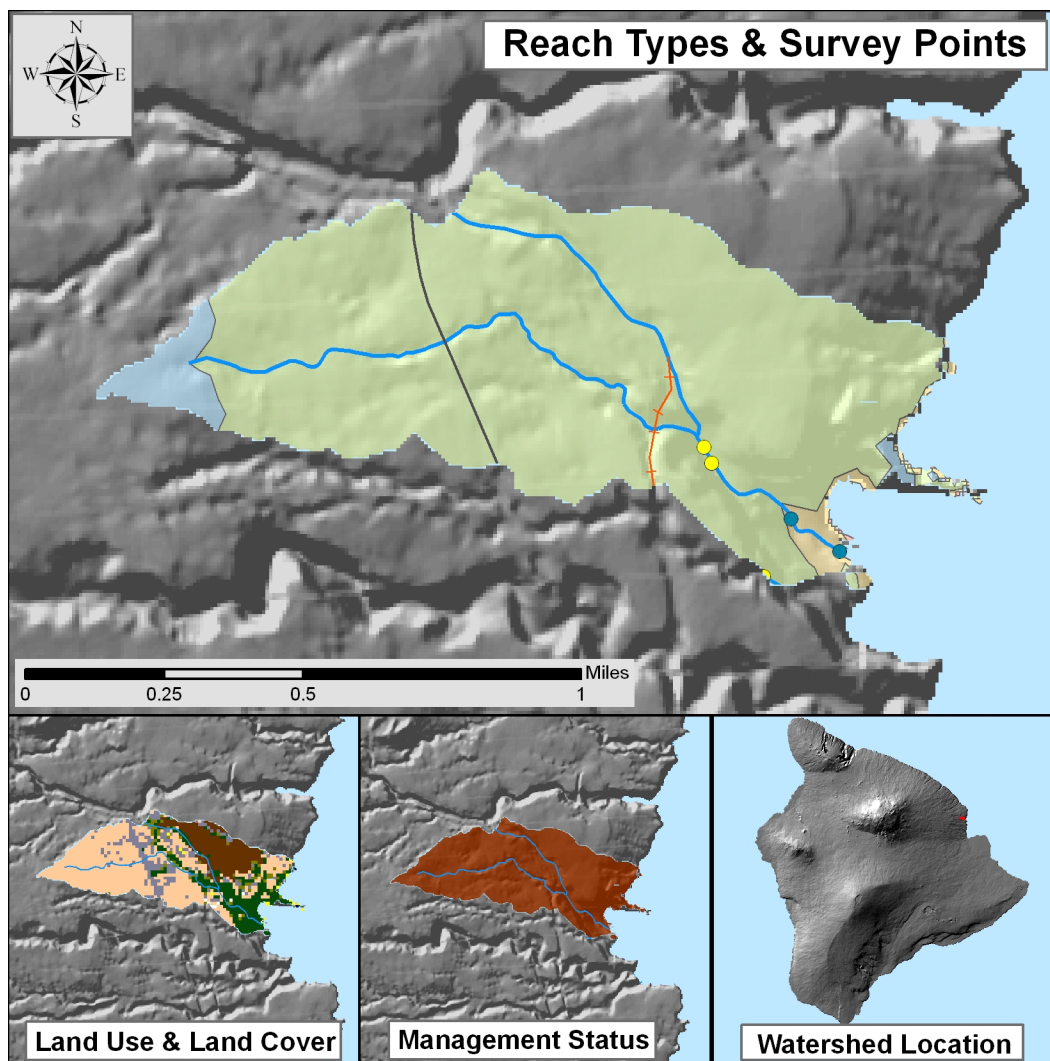 N
Reach Types & Survey Points
W E
S
Miles
0 0.25 0.5 1
Land Use & Land Cover
Management Status
Watershed Location